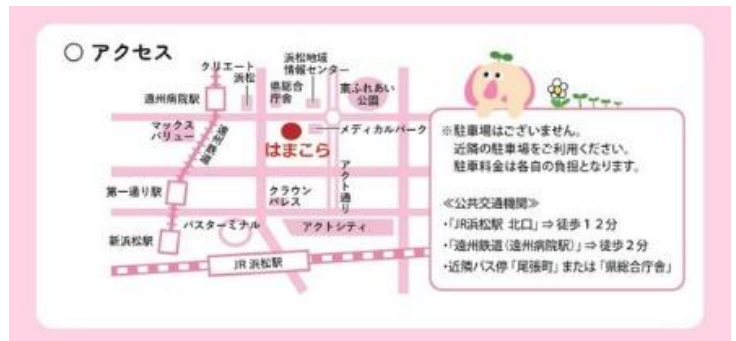 ○ アクセス
クリエート
浜松
浜松地域
情報センター
県総合
庁舎
東ふれあい
公園
遠州病院駅
マックス
バリュー
遠州鉄道
メディカルパーク
はまこら
アクト通り
第一通り駅
クラウン
パレス
バスターミナル
アクトシティ
新浜松駅
JR 浜松駅
※駐車場はございません。
近隣の駐車場をご利用ください。
駐車料金は各自の負担となります。
≪公共交通機関≫
・「JR浜松駅 北口」⇒徒歩12分
・「遠州鉄道(遠州病院駅)」⇒徒歩2分
・近隣バス停「尾張町」または「県総合庁舎」